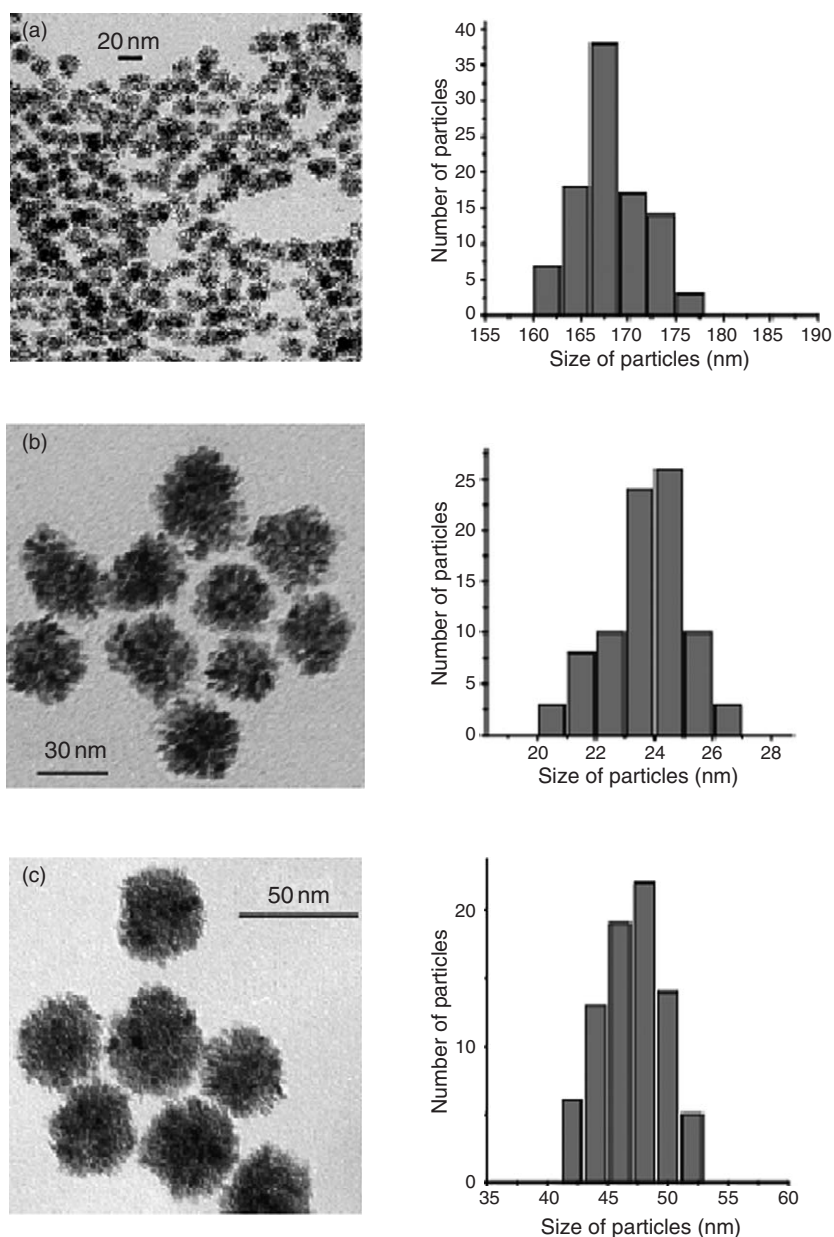 (a)
20 nm
Number of particles
40
35
30
25
20
15
10
5
0
155 160 165 170 175 180 185 190
Size of particles (nm)
(b)
30 nm
Number of particles
25
20
15
10
5
0
20 22 24 26 28
Size of particles (nm)
(c)
50 nm
Number of particles
20
10
0
35 40 45 50 55 60
Size of particles (nm)